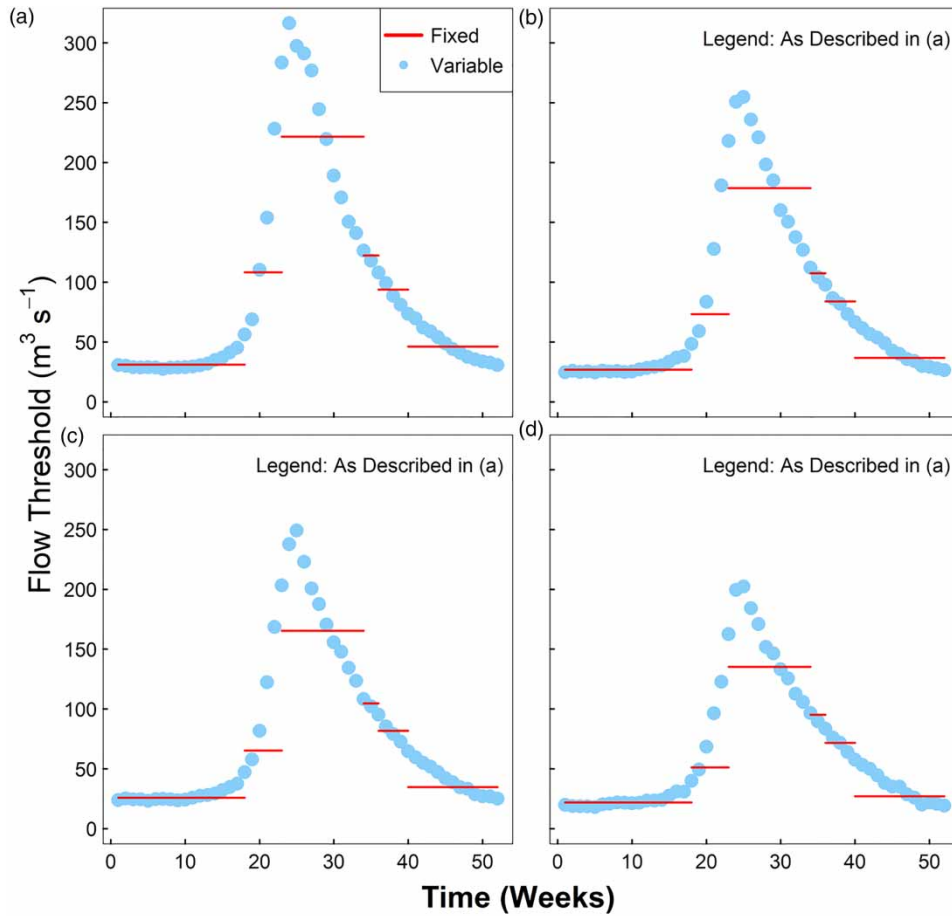 (a)
Fixed
Variable
300
250
200
150
100
50
0
(b)
Legend: As Described in (a)
(c)
Legend: As Described in (a)
300
250
200
150
100
50
0
0 10 20 30 40 50
(d)
Legend: As Described in (a)
0 10 20 30 40 50
Flow Threshold (m³ s⁻¹)
Time (Weeks)